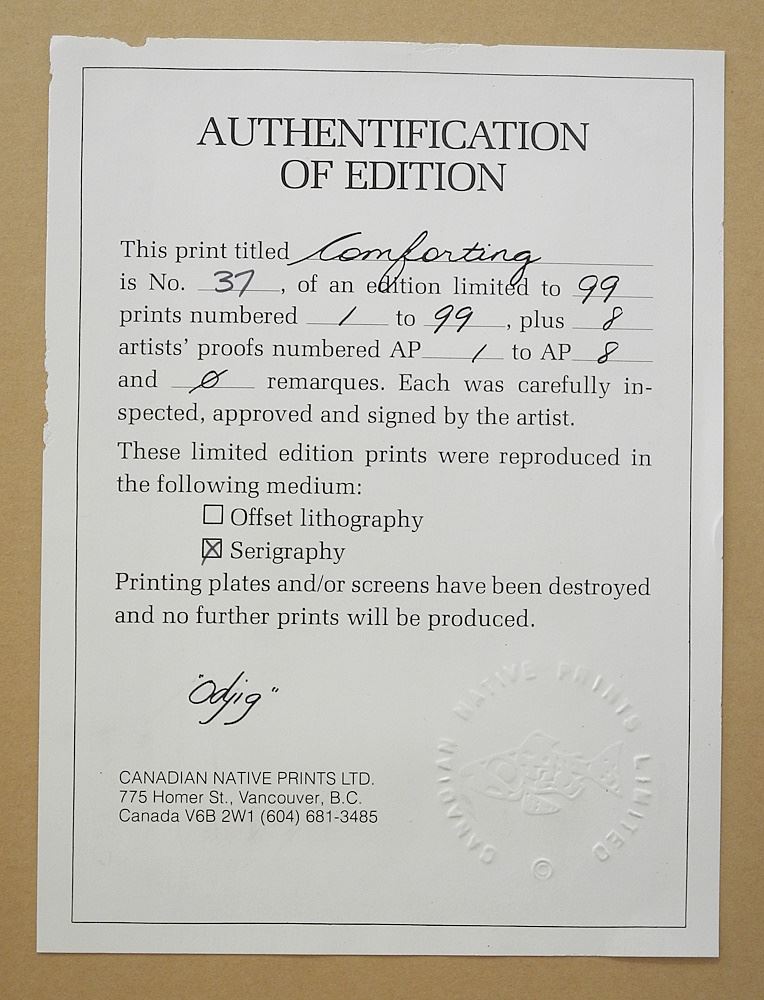 AUTHENTIFICATION
OF EDITION
This print titled Comforting
is No. 37, of an edition limited to 99
prints numbered 1 to 99, plus 8
artists' proofs numbered AP 1 to AP 8
and Ø remarques. Each was carefully in-
spected, approved and signed by the artist.
These limited edition prints were reproduced in
the following medium:
☐ Offset lithography
☒ Serigraphy
Printing plates and/or screens have been destroyed
and no further prints will be produced.
"Odjig"
CANADIAN NATIVE PRINTS LTD.
775 Homer St., Vancouver, B.C.
Canada V6B 2W1 (604) 681-3485
CANADIAN NATIVE PRINTS LIMITED
©